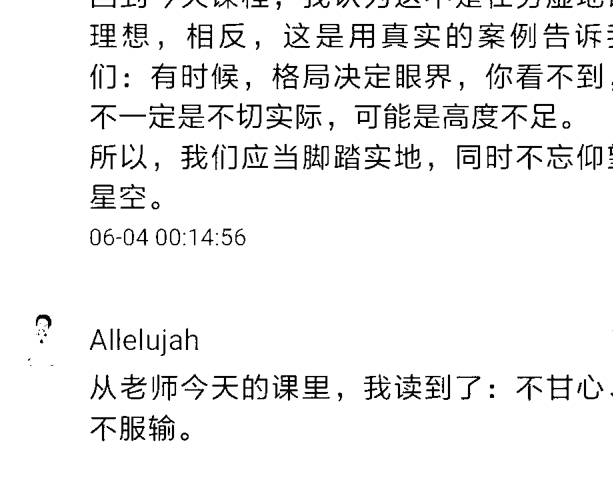 理想，相反，这是用真实的案例告诉
们：有时候，格局决定眼界，你看不到，
不一定是不切实际，可能是高度不足。
所以，我们应当脚踏实地，同时不忘仰望
星空。
06-04 00:14:56
Allelujah
从老师今天的课里，我读到了：不甘心、
不服输。